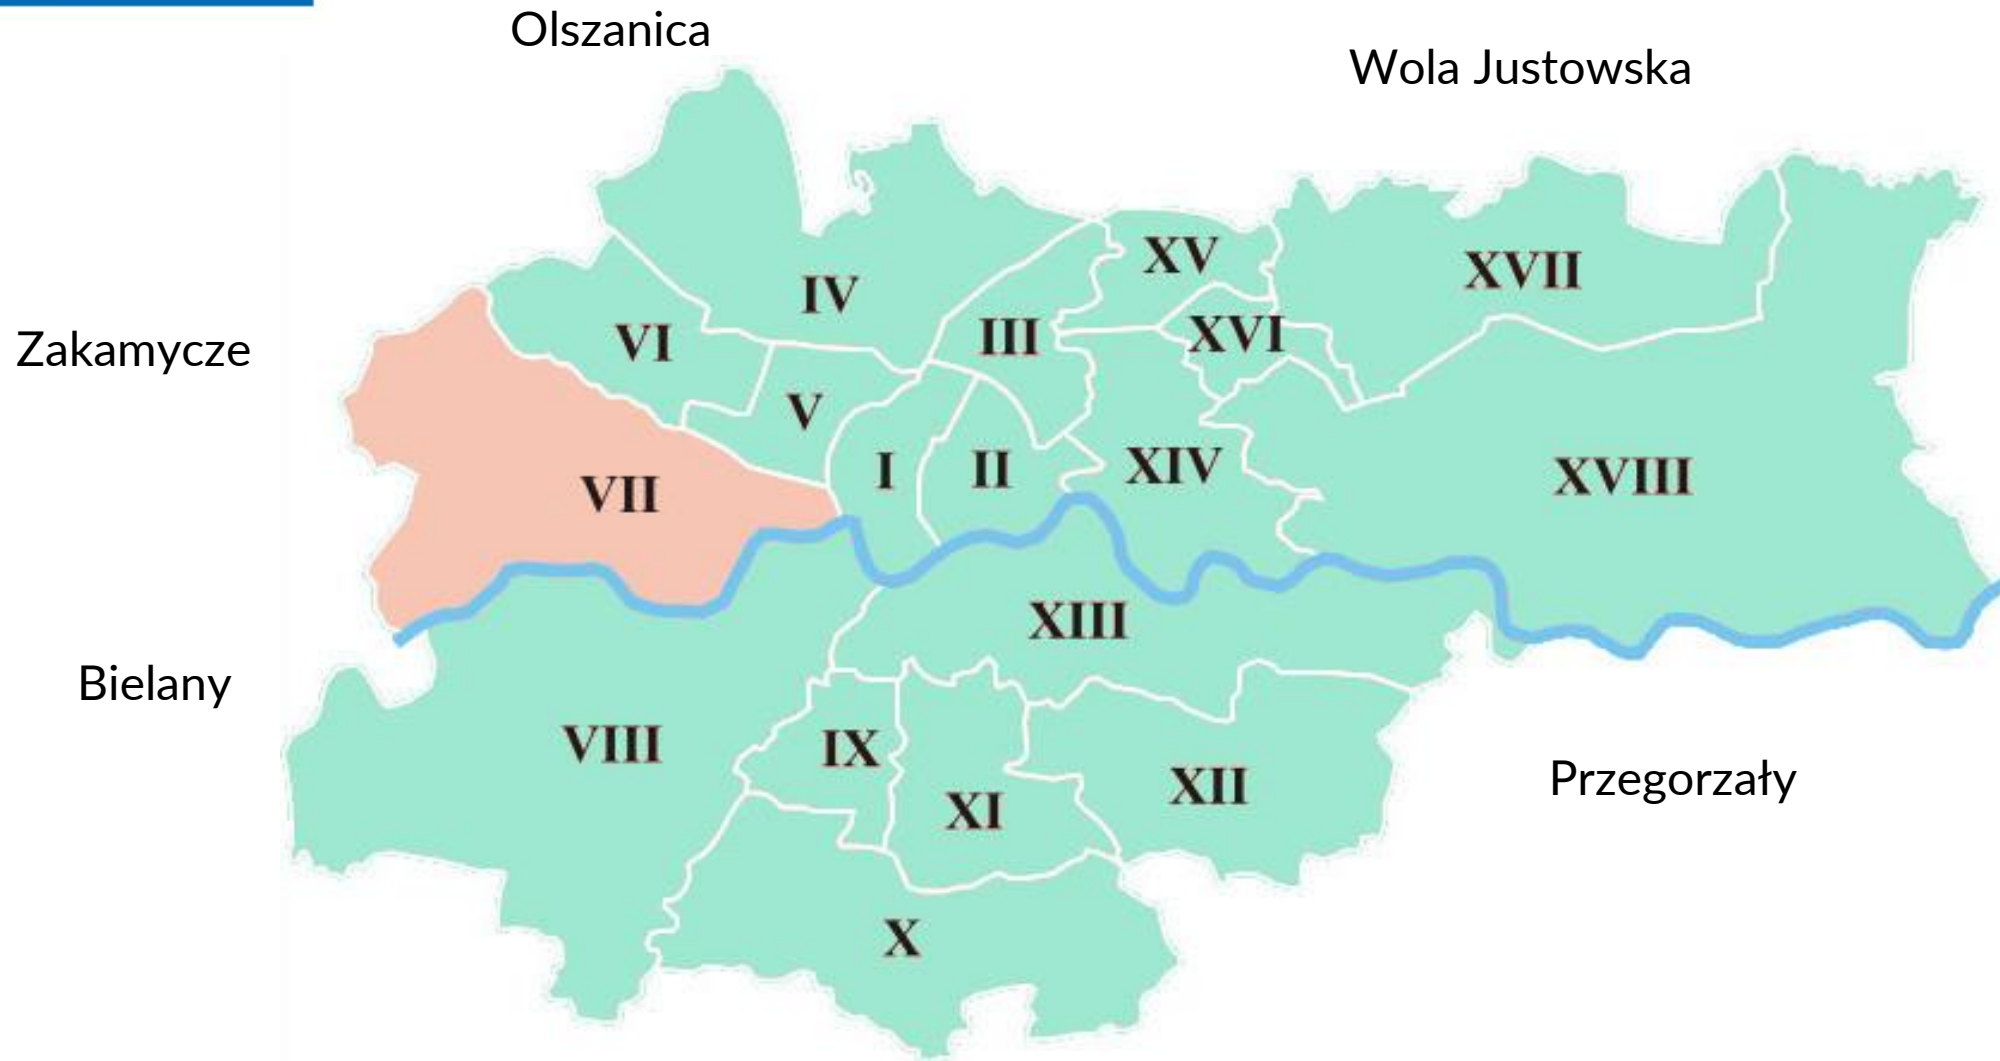 Olszanica
Wola Justowska
XV
XVII
IV
Zakamycze
VI
III
XVI
V
I
II
XIV
XVIII
VII
XIII
Bielany
VIII
IX
XI
XII
Przegorzały
X